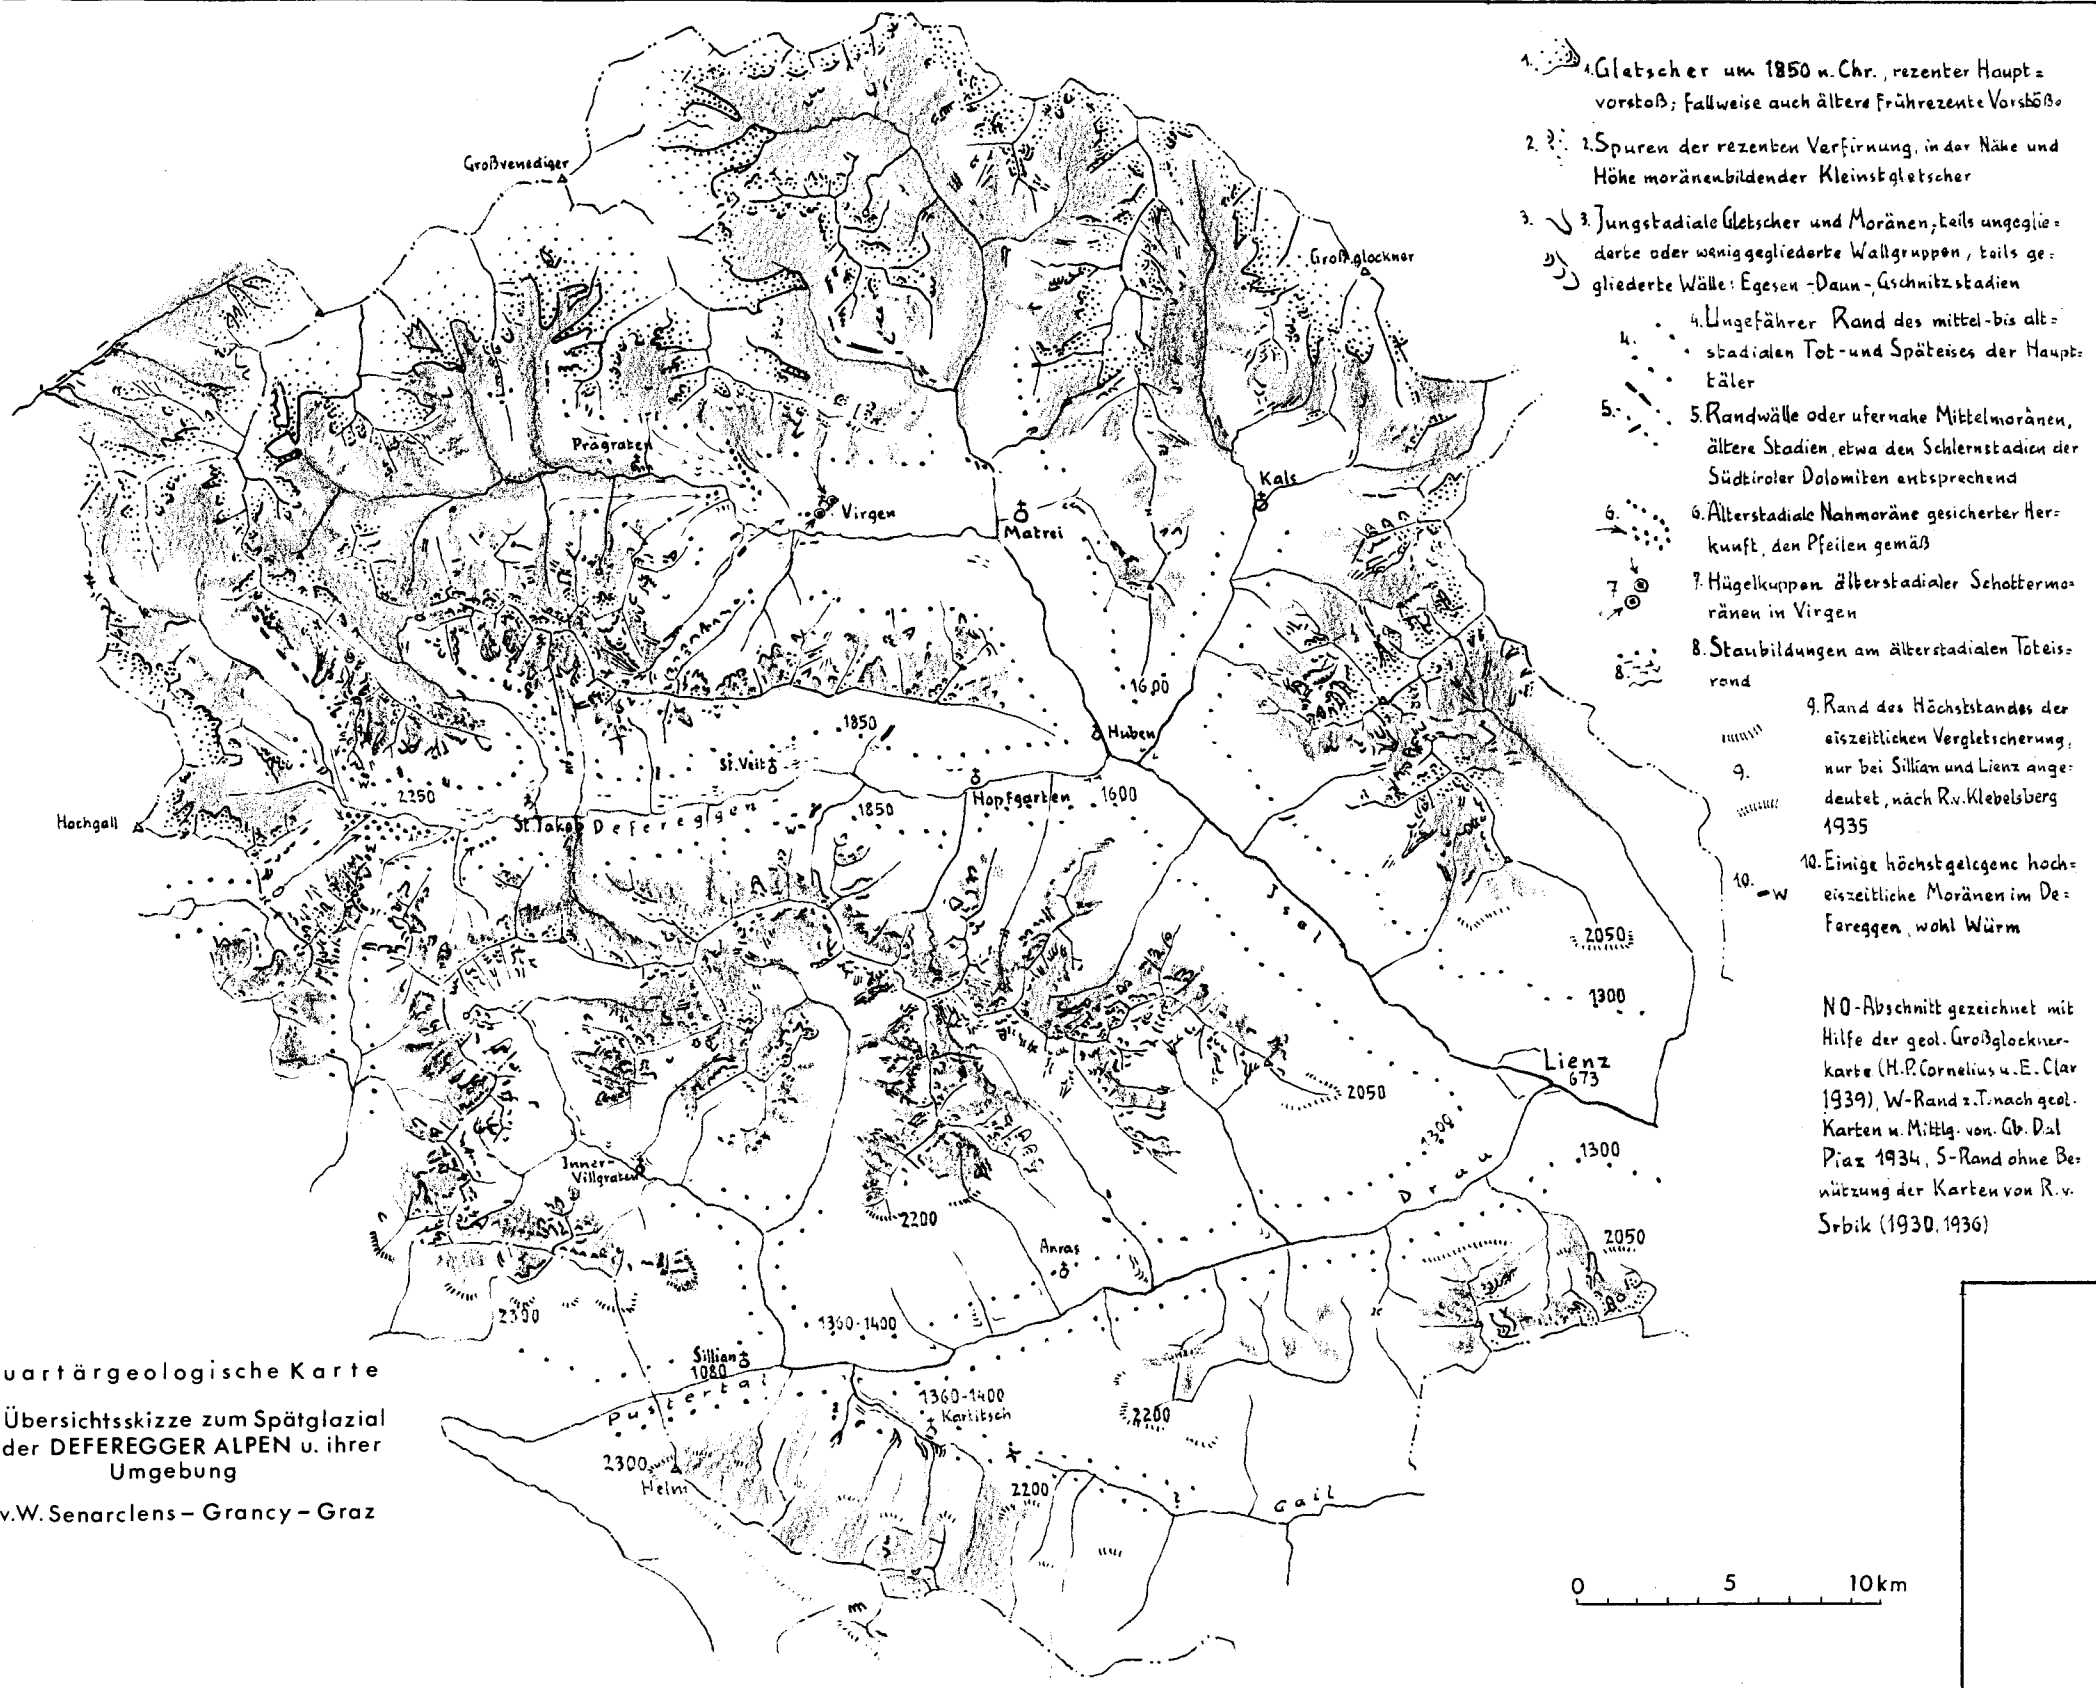 Großvenediger
Großglockner
Prägraten
Virgen
Matrei
Kals
1600
Huben
1850
St. Veit
W
2250
Hopfgarten
1600
1850
W
Hochgall
St. Jakob Defereggen
Isel
2050
1300
Lienz
673
2050
1300
1300
Drau
Inner-
Villgraten
2200
Anras
2050
2300
1360-1400
Sillian
1080
Pustertal
1360-1400
Kartitsch
2200
2300
Helm
2200
?
Gail
uartärgeologische Karte
Übersichtsskizze zum Spätglazial
der DEFEREGGER ALPEN u. ihrer
Umgebung
v.W. Senarclens – Grancy – Graz
1. 1. Gletscher um 1850 n. Chr., rezenter Haupt=
vorstoß; fallweise auch ältere frührezente Vorstöße
2. ?: 2. Spuren der rezenten Verfirnung, in der Nähe und
Höhe moränenbildender Kleinstgletscher
3. 3. Jungstadiale Gletscher und Moränen, teils ungeglie=
derte oder wenig gegliederte Wallgruppen, teils ge=
gliederte Wälle: Egesen-Daun-, Gschnitzstadien
4. 4. Ungefährer Rand des mittel-bis alt=
stadialen Tot-und Späteises der Haupt=
täler
5. 5. Randwälle oder ufernahe Mittelmoränen,
ältere Stadien, etwa den Schlernstadien der
Südtiroler Dolomiten entsprechend
6. 6. Älterstadiale Nahmoräne gesicherter Her=
kunft, den Pfeilen gemäß
7 7. Hügelkuppen älterstadialer Schottermo=
ränen in Virgen
8. 8. Staubildungen am älterstadialen Toteis=
rand
9. 9. Rand des Höchststandes der
eiszeitlichen Vergletscherung,
nur bei Sillian und Lienz ange=
deutet, nach R.v.Klebelsberg
1935
10. W 10. Einige höchstgelegene hoch=
eiszeitliche Moränen im De=
fereggen, wohl Würm
NO-Abschnitt gezeichnet mit
Hilfe der geol. Großglockner-
karte (H.P. Cornelius u. E. Clar
1939), W-Rand z.T. nach geol.
Karten u. Mittlg. von Gb. Dal
Piaz 1934, S-Rand ohne Be=
nützung der Karten von R. v.
Srbik (1930, 1936)
0 5 10 km